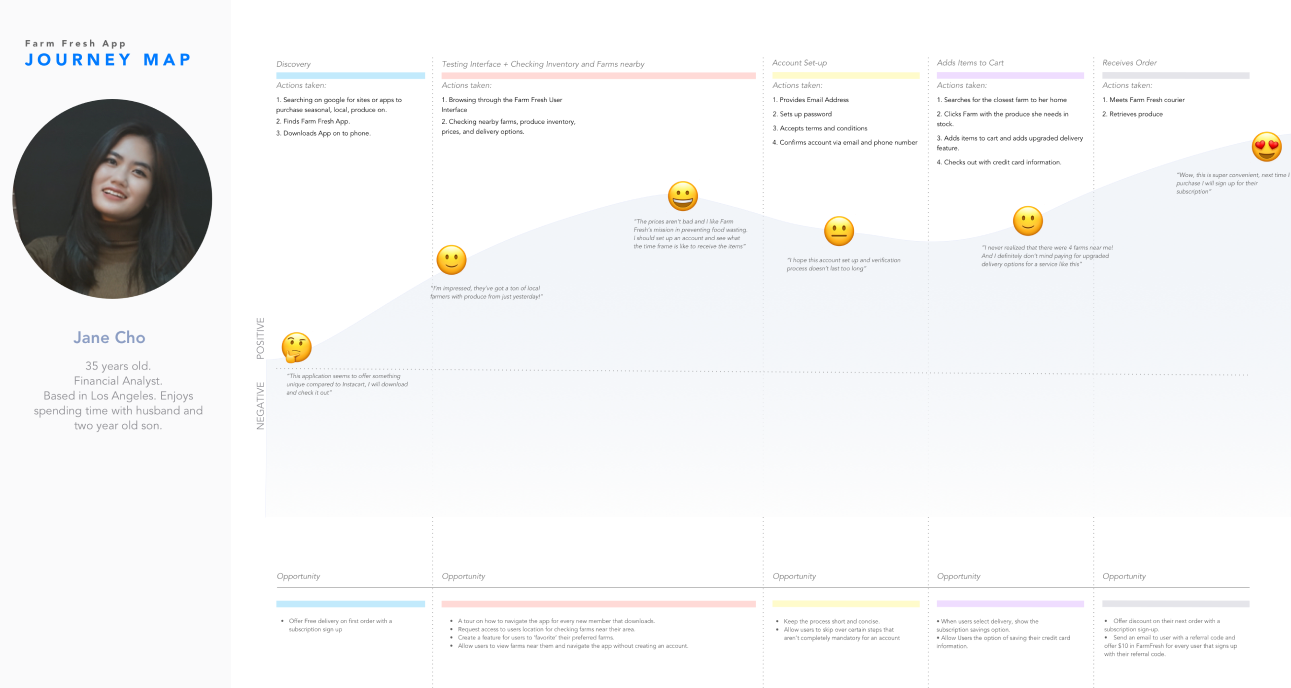 Farm Fresh App
JOURNEY MAP
Jane Cho
35 years old.
Financial Analyst.
Based in Los Angeles. Enjoys
spending time with husband and
two year old son.
Discovery
Actions taken:
1. Searching on google for sites or apps to
purchase seasonal, local, produce on.
2. Finds Farm Fresh App.
3. Downloads App on to phone.
Testing Interface + Checking Inventory and Farms nearby
Actions taken:
1. Browsing through the Farm Fresh User
Interface
2. Checking nearby farms, produce inventory,
prices, and delivery options.
Account Set-up
Actions taken:
1. Provides Email Address
2. Sets up password
3. Accepts terms and conditions
4. Confirms account via email and phone number
Adds Items to Cart
Actions taken:
1. Searches for the closest farm to her home
2. Clicks Farm with the produce she needs in
stock.
3. Adds items to cart and adds upgraded delivery
feature.
4. Checks out with credit card information.
Receives Order
Actions taken:
1. Meets Farm Fresh courier
2. Retrieves produce
POSITIVE
NEGATIVE
"This application seems to offer something
unique compared to Instacart, I will download
and check it out"
"I'm impressed, they've got a ton of local
farmers with produce from just yesterday!"
"The prices aren't bad and I like Farm
Fresh's mission in preventing food wasting.
I should set up an account and see what
the time frame is like to receive the items"
"I hope this account set up and verification
process doesn't last too long"
"I never realized that there were 4 farms near me!
And I definitely don't mind paying for upgraded
delivery options for a service like this"
"Wow, this is super convenient, next time I
purchase I will sign up for their
subscription"
Opportunity
• Offer Free delivery on first order with a
subscription sign up
Opportunity
• A tour on how to navigate the app for every new member that downloads.
• Request access to users location for checking farms near their area.
• Create a feature for users to 'favorite' their preferred farms.
• Allow users to view farms near them and navigate the app without creating an account.
Opportunity
• Keep the process short and concise.
• Allow users to skip over certain steps that
aren't completely mandatory for an account
Opportunity
• When users select delivery, show the
subscription savings option.
• Allow Users the option of saving their credit card
information.
Opportunity
• Offer discount on their next order with a
subscription sign-up.
• Send an email to user with a referral code and
offer $10 in FarmFresh for every user that signs up
with their referral code.